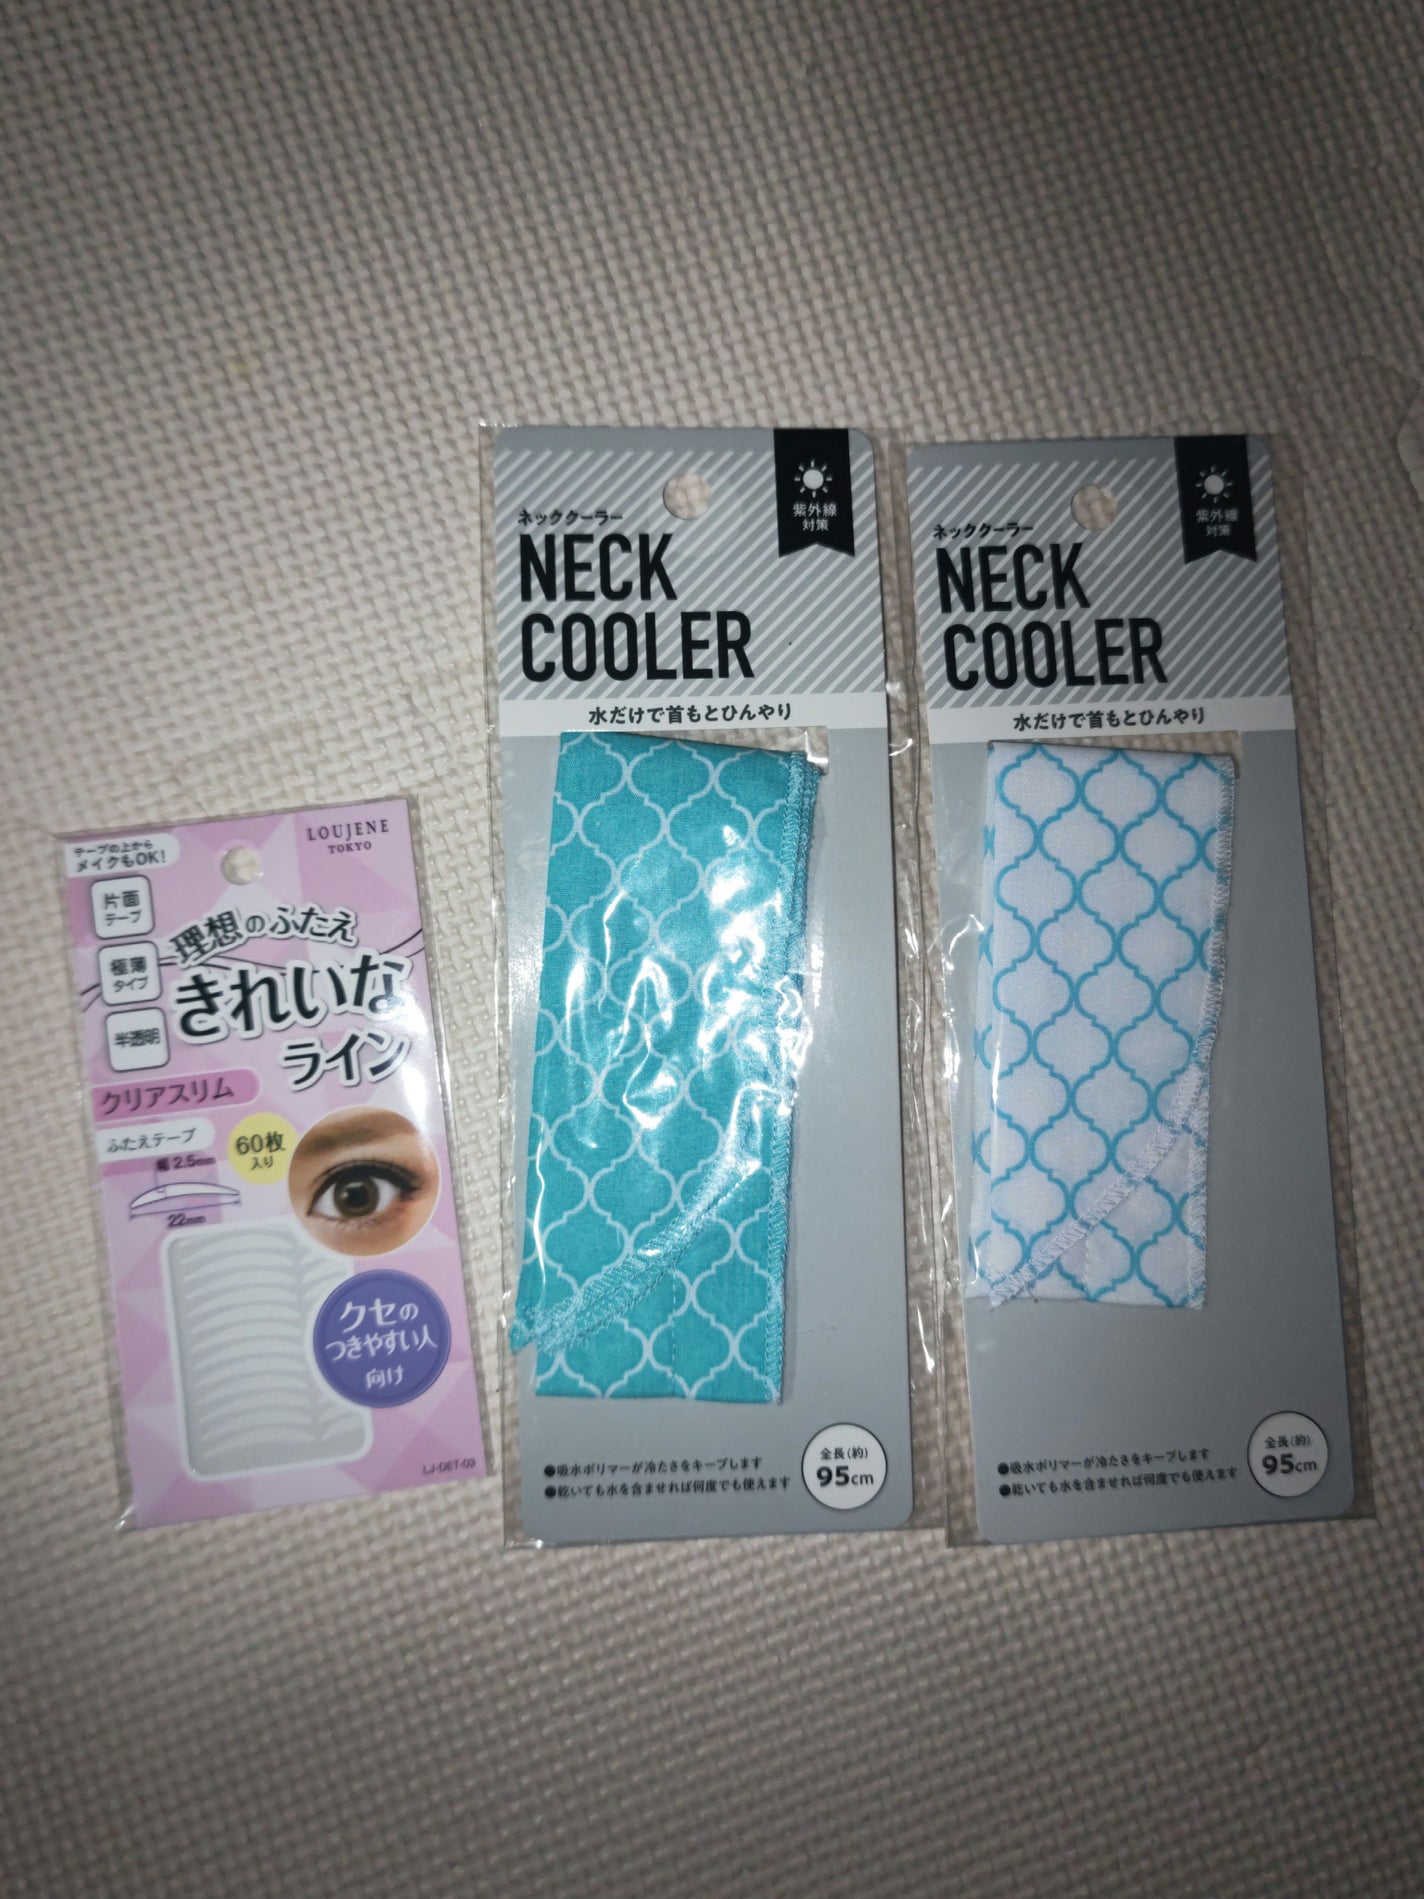 テープの上から
メイクもOK!
LOUJENE
TOKYO
片面
テープ
極薄
タイプ
半透明
理想のふたえ
きれいな
ライン
クリアスリム
ふたえテープ
60枚
入り
幅 2.5mm
22mm
クセの
つきやすい人
向け
LJ-DET-03
紫外線
対策
ネッククーラー
NECK
COOLER
水だけで首もとひんやり
全長(約)
95cm
●吸水ポリマーが冷たさをキープします
●乾いても水を含ませれば何度でも使えます
紫外線
対策
ネッククーラー
NECK
COOLER
水だけで首もとひんやり
全長(約)
95cm
●吸水ポリマーが冷たさをキープします
●乾いても水を含ませれば何度でも使えます